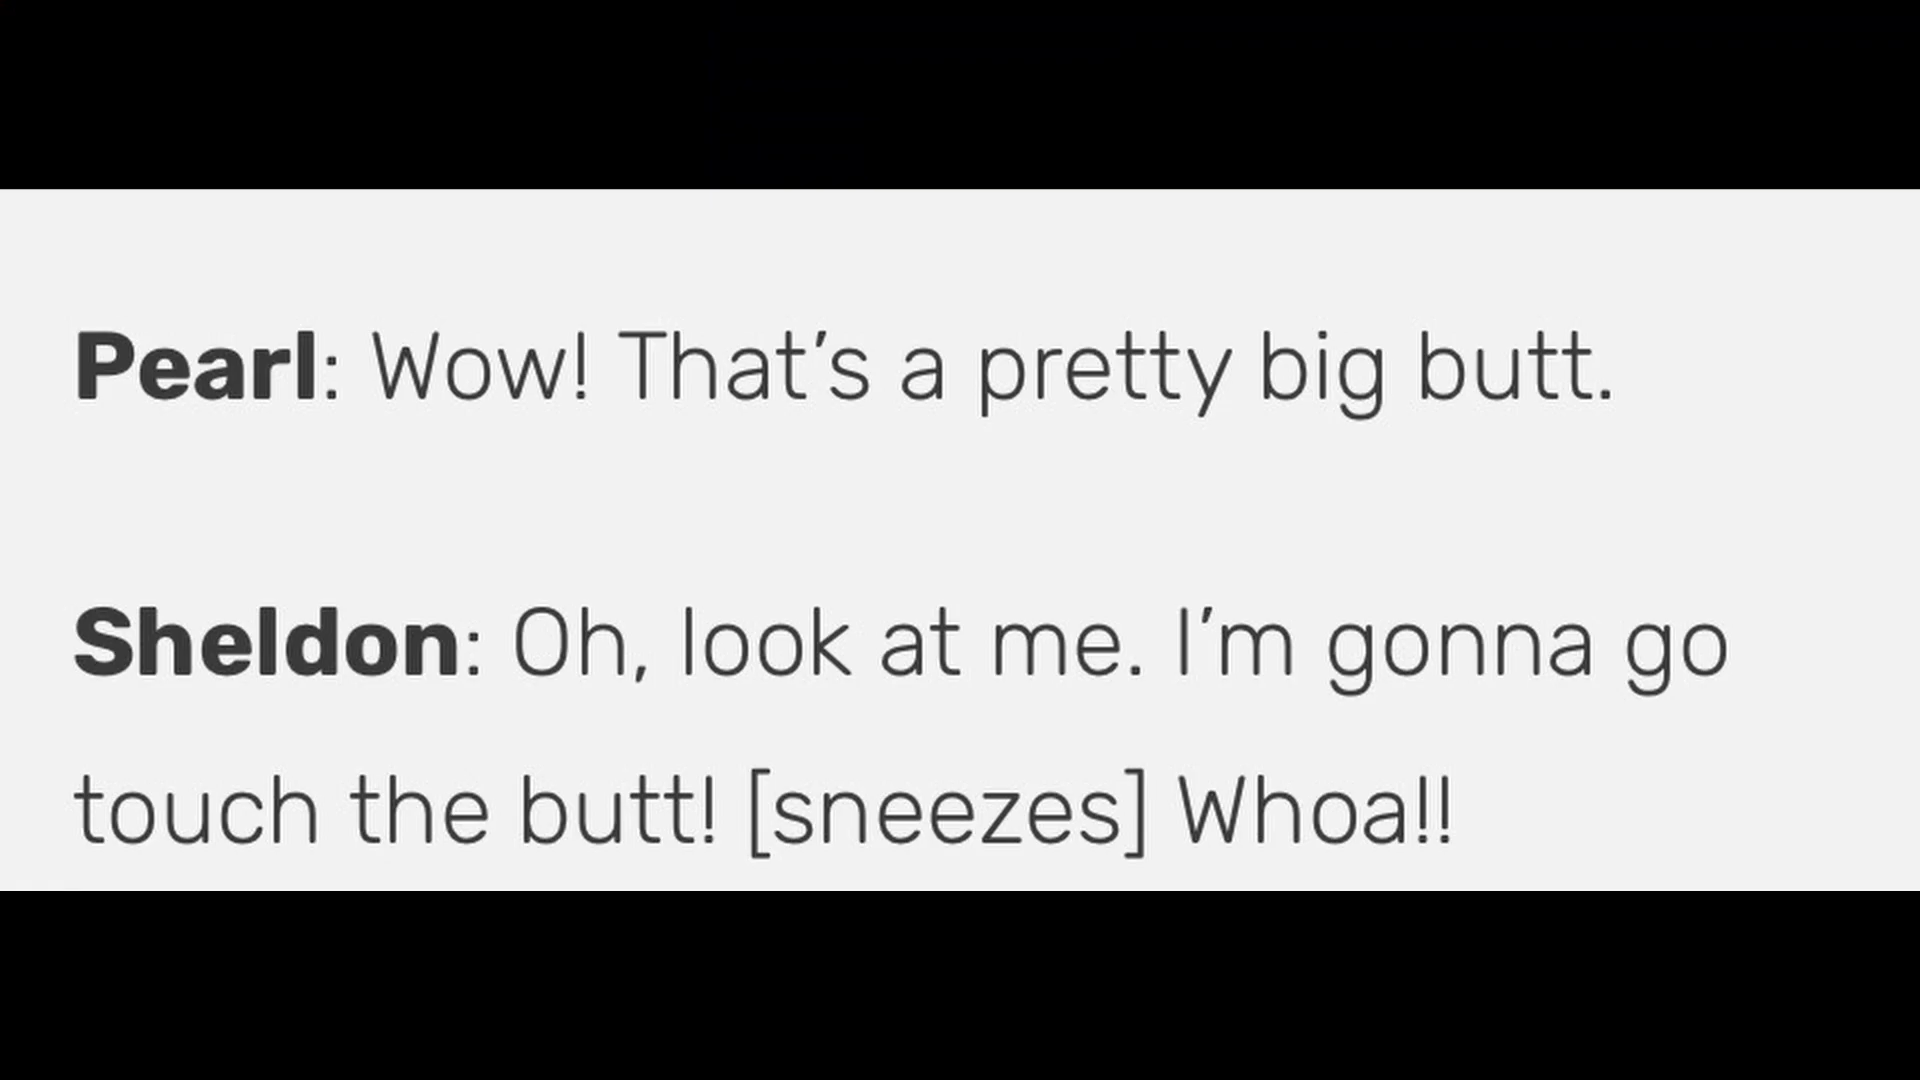 Pearl: Wow! That’s a pretty big butt.
Sheldon: Oh, look at me. I’m gonna go
touch the butt! [sneezes] Whoa!!